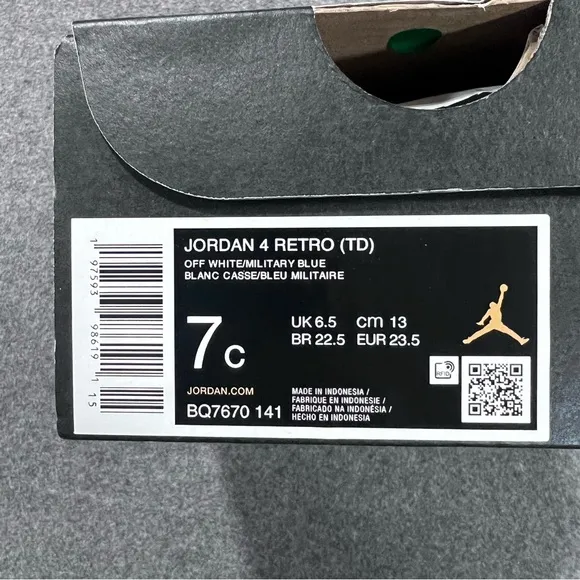 JORDAN 4 RETRO (TD)
OFF WHITE/MILITARY BLUE
BLANC CASSE/BLEU MILITAIRE
7c
UK 6.5 cm 13
BR 22.5 EUR 23.5
JORDAN.COM
BQ7670 141
MADE IN INDONESIA /
FABRIQUE EN INDONESIE /
FABRICADO NA INDONÉSIA /
HECHO EN INDONESIA
RFID
1 97593 98619 1 15